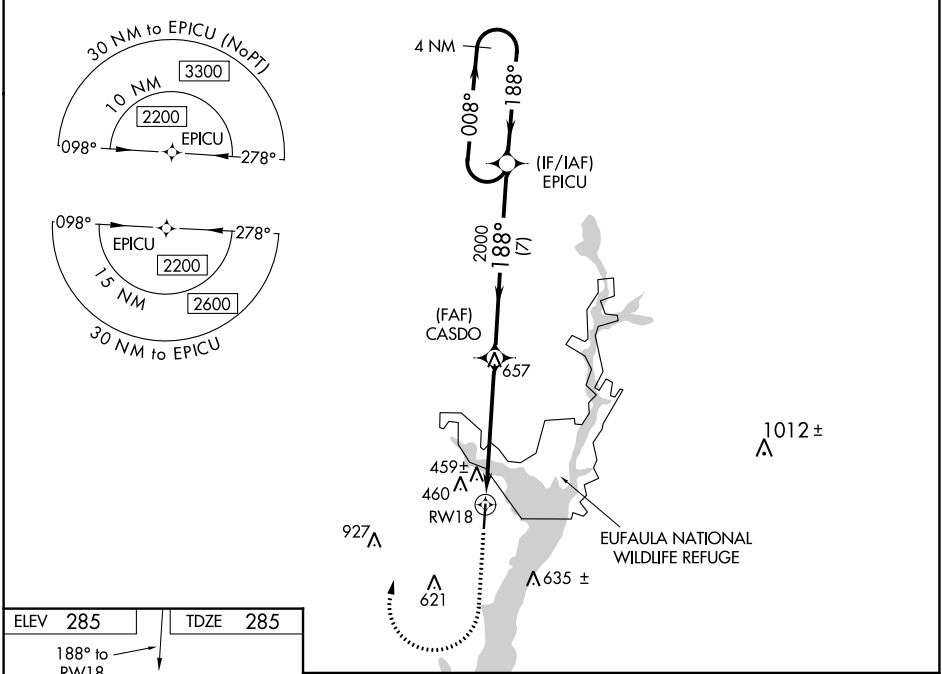 30 NM to EPICU (NoPT)
3300
10 NM
2200
EPICU
098°
278°
098°
278°
EPICU
2200
15 NM
2600
30 NM to EPICU
4 NM
008°
188°
(IF/IAF)
EPICU
2000
188°
(7)
(FAF)
CASDO
657
1012 ±
459±
460
RW18
927
EUFAULA NATIONAL
WILDLIFE REFUGE
635 ±
621
ELEV 285
TDZE 285
188° to
RW18